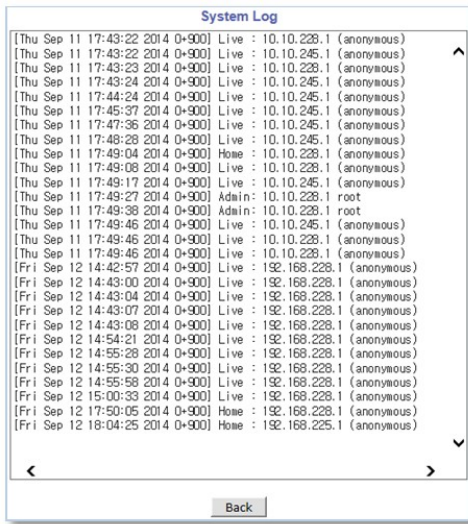 System Log
[Thu Sep 11 17:43:22 2014 0+900] Live : 10.10.228.1 (anonymous)
[Thu Sep 11 17:43:22 2014 0+900] Live : 10.10.245.1 (anonymous)
[Thu Sep 11 17:43:23 2014 0+900] Live : 10.10.228.1 (anonymous)
[Thu Sep 11 17:43:24 2014 0+900] Live : 10.10.245.1 (anonymous)
[Thu Sep 11 17:44:24 2014 0+900] Live : 10.10.245.1 (anonymous)
[Thu Sep 11 17:45:37 2014 0+900] Live : 10.10.245.1 (anonymous)
[Thu Sep 11 17:47:36 2014 0+900] Live : 10.10.245.1 (anonymous)
[Thu Sep 11 17:48:28 2014 0+900] Live : 10.10.228.1 (anonymous)
[Thu Sep 11 17:49:04 2014 0+900] Home : 10.10.228.1 (anonymous)
[Thu Sep 11 17:49:08 2014 0+900] Live : 10.10.228.1 (anonymous)
[Thu Sep 11 17:49:17 2014 0+900] Live : 10.10.245.1 (anonymous)
[Thu Sep 11 17:49:27 2014 0+900] Admin: 10.10.228.1 root
[Thu Sep 11 17:49:38 2014 0+900] Admin: 10.10.228.1 root
[Thu Sep 11 17:49:46 2014 0+900] Live : 10.10.245.1 (anonymous)
[Thu Sep 11 17:49:46 2014 0+900] Live : 10.10.228.1 (anonymous)
[Thu Sep 11 17:49:46 2014 0+900] Live : 10.10.228.1 (anonymous)
[Fri Sep 12 14:42:57 2014 0+900] Live : 192.168.228.1 (anonymous)
[Fri Sep 12 14:43:00 2014 0+900] Live : 192.168.228.1 (anonymous)
[Fri Sep 12 14:43:04 2014 0+900] Live : 192.168.228.1 (anonymous)
[Fri Sep 12 14:43:07 2014 0+900] Live : 192.168.228.1 (anonymous)
[Fri Sep 12 14:43:08 2014 0+900] Live : 192.168.228.1 (anonymous)
[Fri Sep 12 14:54:21 2014 0+900] Live : 192.168.228.1 (anonymous)
[Fri Sep 12 14:55:28 2014 0+900] Live : 192.168.228.1 (anonymous)
[Fri Sep 12 14:55:30 2014 0+900] Live : 192.168.228.1 (anonymous)
[Fri Sep 12 14:55:58 2014 0+900] Live : 192.168.228.1 (anonymous)
[Fri Sep 12 15:00:33 2014 0+900] Live : 192.168.228.1 (anonymous)
[Fri Sep 12 17:50:05 2014 0+900] Home : 192.168.228.1 (anonymous)
[Fri Sep 12 18:04:25 2014 0+900] Home : 192.168.225.1 (anonymous)
Back